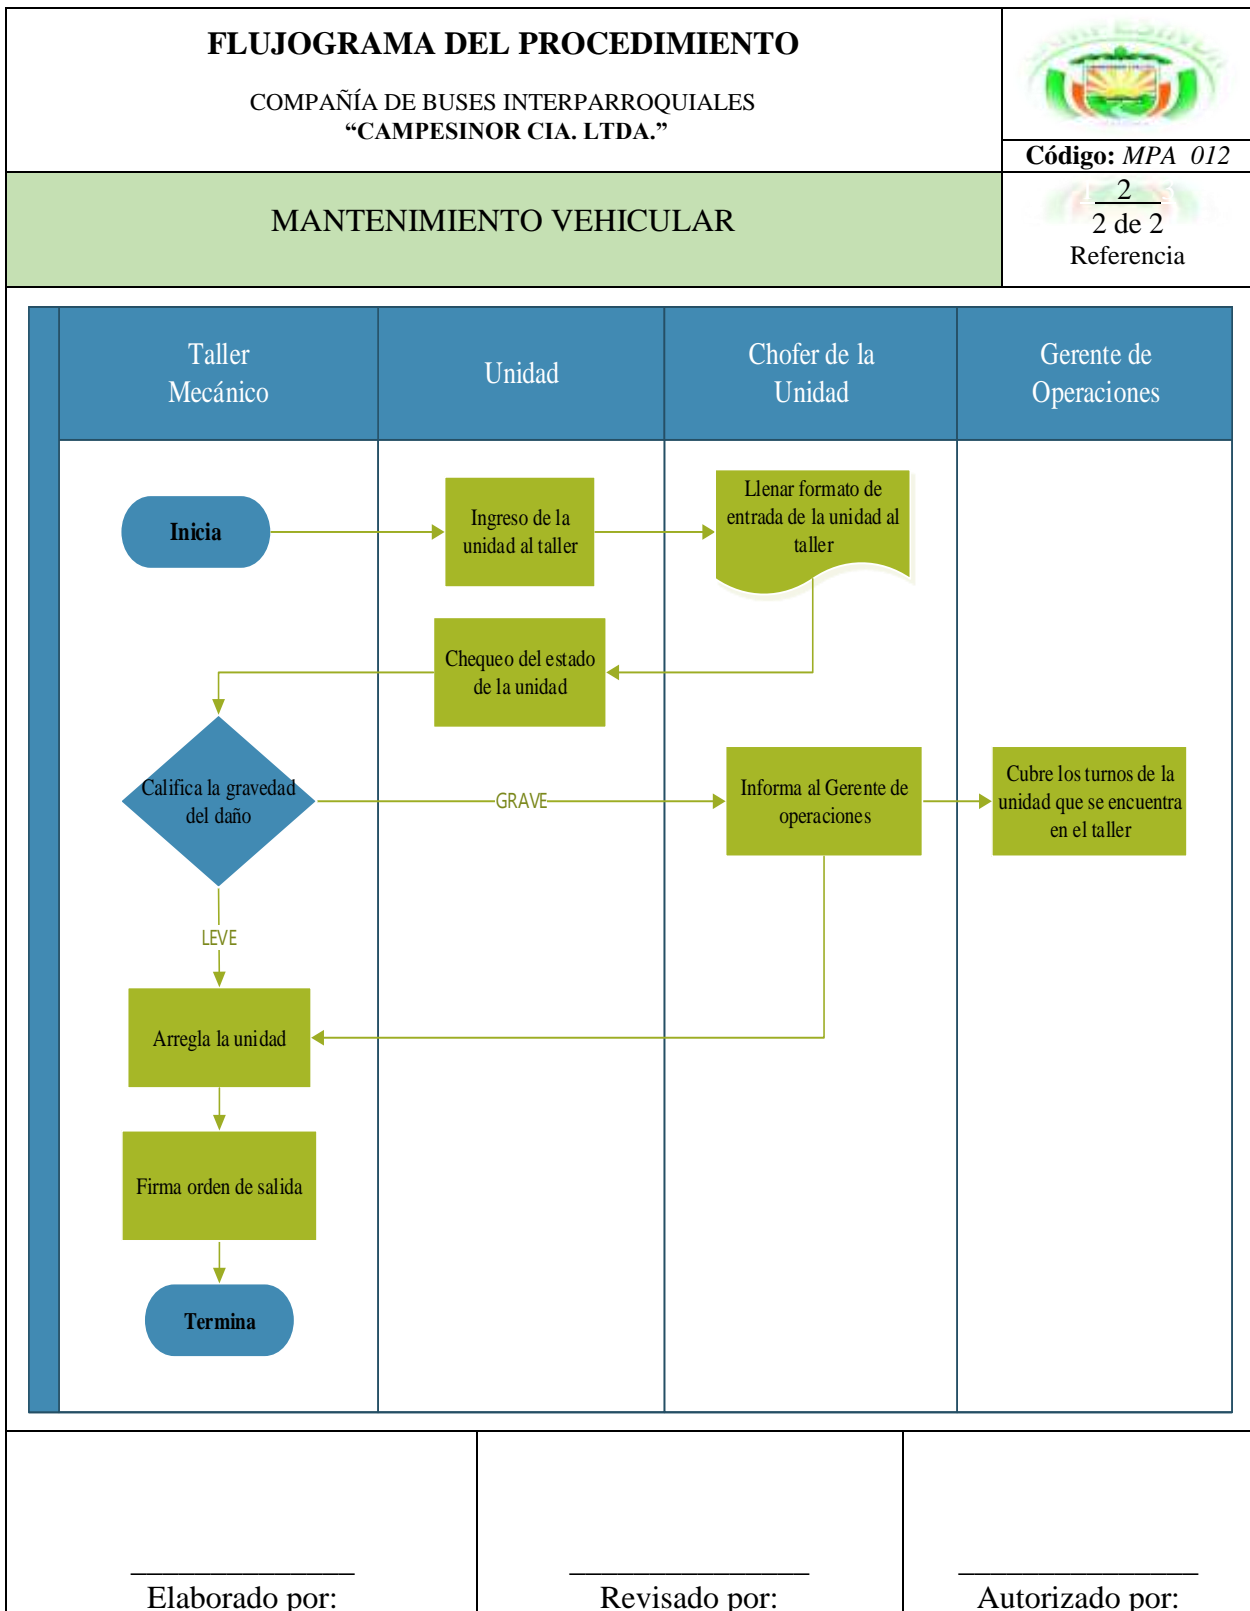 FLUJOGRAMA DEL PROCEDIMIENTO
COMPAÑÍA DE BUSES INTERPARROQUIALES
“CAMPESINOR CIA. LTDA.”
Código: MPA 012
MANTENIMIENTO VEHICULAR
2
2 de 2
Referencia
Taller
Mecánico
Unidad
Chofer de la
Unidad
Gerente de
Operaciones
Inicia
Ingreso de la
unidad al taller
Llenar formato de
entrada de la unidad al
taller
Chequeo del estado
de la unidad
Califica la gravedad
del daño
GRAVE
Informa al Gerente de
operaciones
Cubre los turnos de la
unidad que se encuentra
en el taller
LEVE
Arregla la unidad
Firma orden de salida
Termina
Elaborado por:
Revisado por:
Autorizado por: